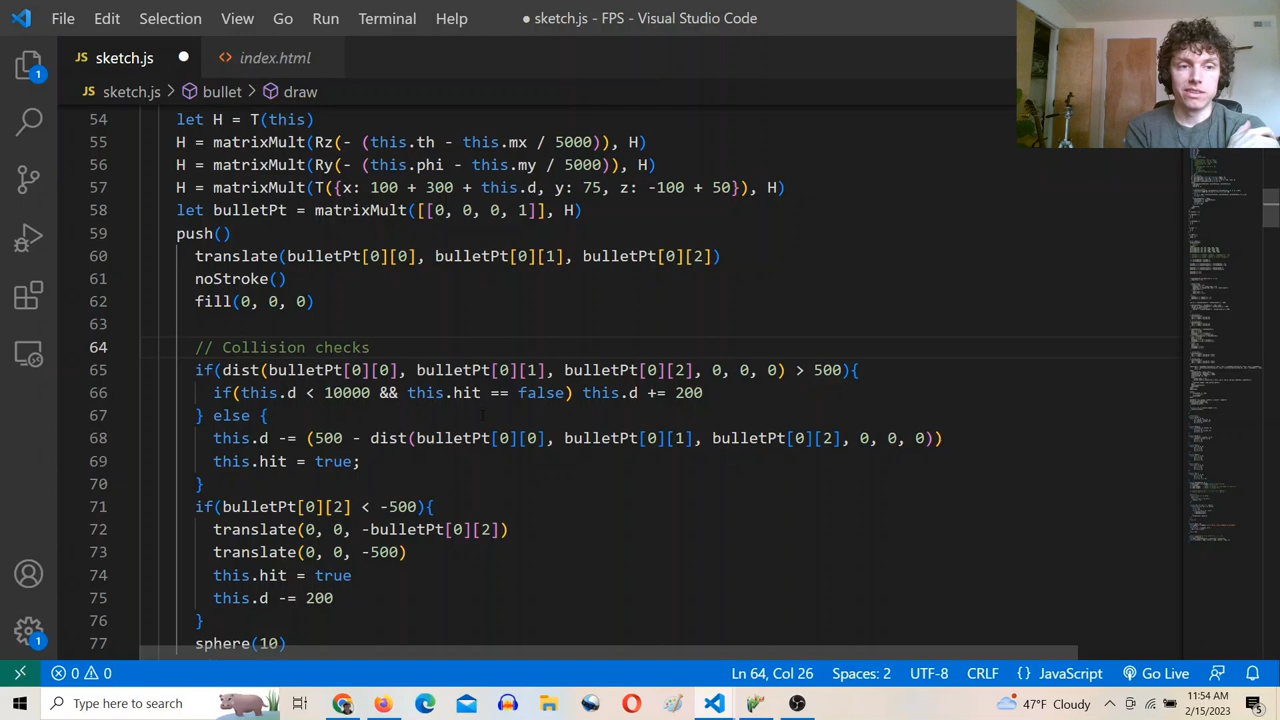 File Edit Selection View Go Run Terminal Help ● sketch.js - FPS - Visual Studio Code
JS sketch.js <> index.html
JS sketch.js > bullet > draw
54 let H = T(this)
55 H = matrixMult(Rz(- (this.th - this.mx / 5000)), H)
56 H = matrixMult(Ry(- (this.phi - this.my / 5000)), H)
57 H = matrixMult(T({x: 100 + 300 + this.d, y: 75, z: -100 + 50}), H)
58 let bulletPt = matrixMult([[0, 0, 0, 1]], H)
59 push()
60 translate(bulletPt[0][0], bulletPt[0][1], bulletPt[0][2])
61 noStroke()
62 fill(0, 0, 0)
63
64 // Collision checks
65 if(dist(bulletPt[0][0], bulletPt[0][1], bulletPt[0][2], 0, 0, 0) > 500){
66 if(this.d < 10000 && this.hit == false) this.d += 200
67 } else {
68 this.d -= (500 - dist(bulletPt[0][0], bulletPt[0][1], bulletPt[0][2], 0, 0, 0))
69 this.hit = true;
70 }
71 if(bulletPt[0][2] < -500){
72 translate(0, 0, -bulletPt[0][2])
73 translate(0, 0, -500)
74 this.hit = true
75 this.d -= 200
76 }
77 sphere(10)
1
1
0 0 Ln 64, Col 26 Spaces: 2 UTF-8 CRLF {} JavaScript Go Live
Type here to search 47°F Cloudy 11:54 AM
2/15/2023 5